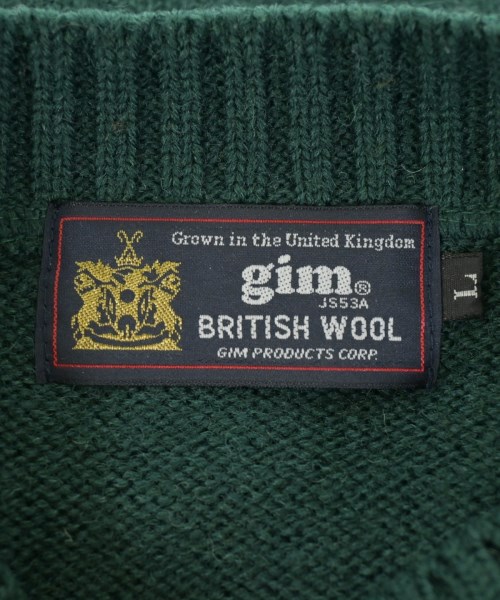 Grown in the United Kingdom
gim®
JS53A
BRITISH WOOL
GIM PRODUCTS CORP.
L